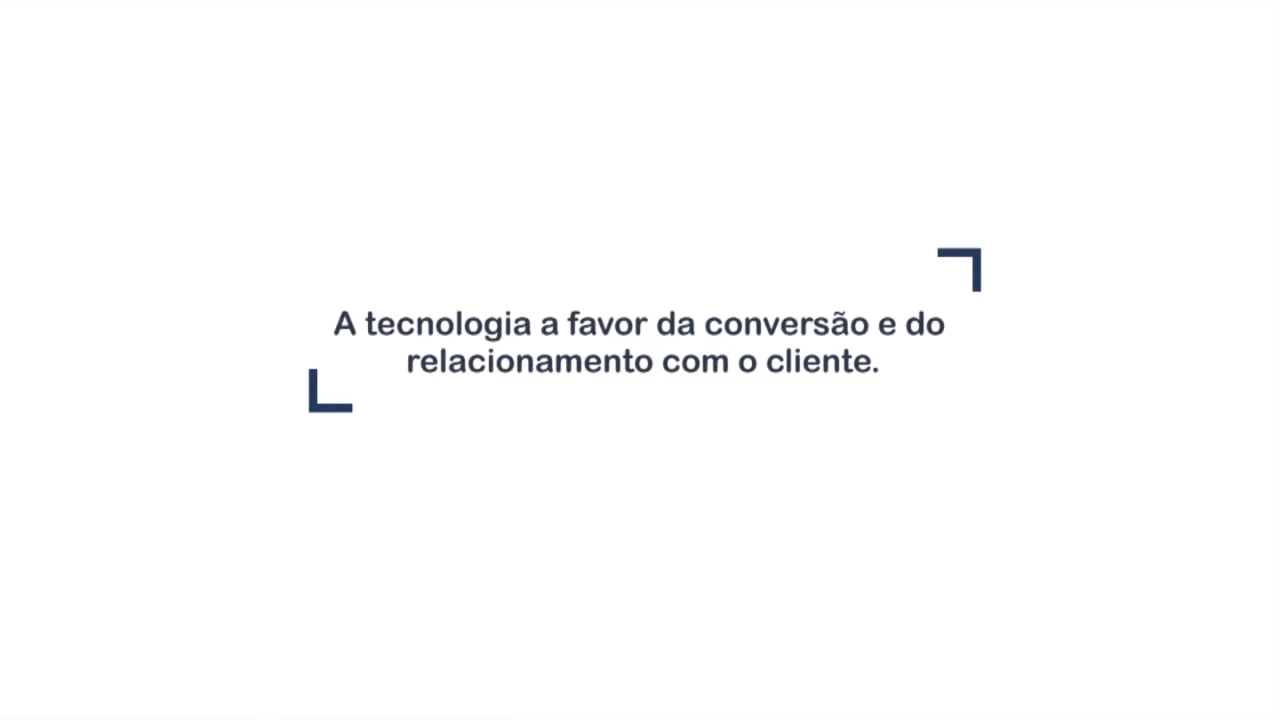 A tecnologia a favor da conversão e do
relacionamento com o cliente.